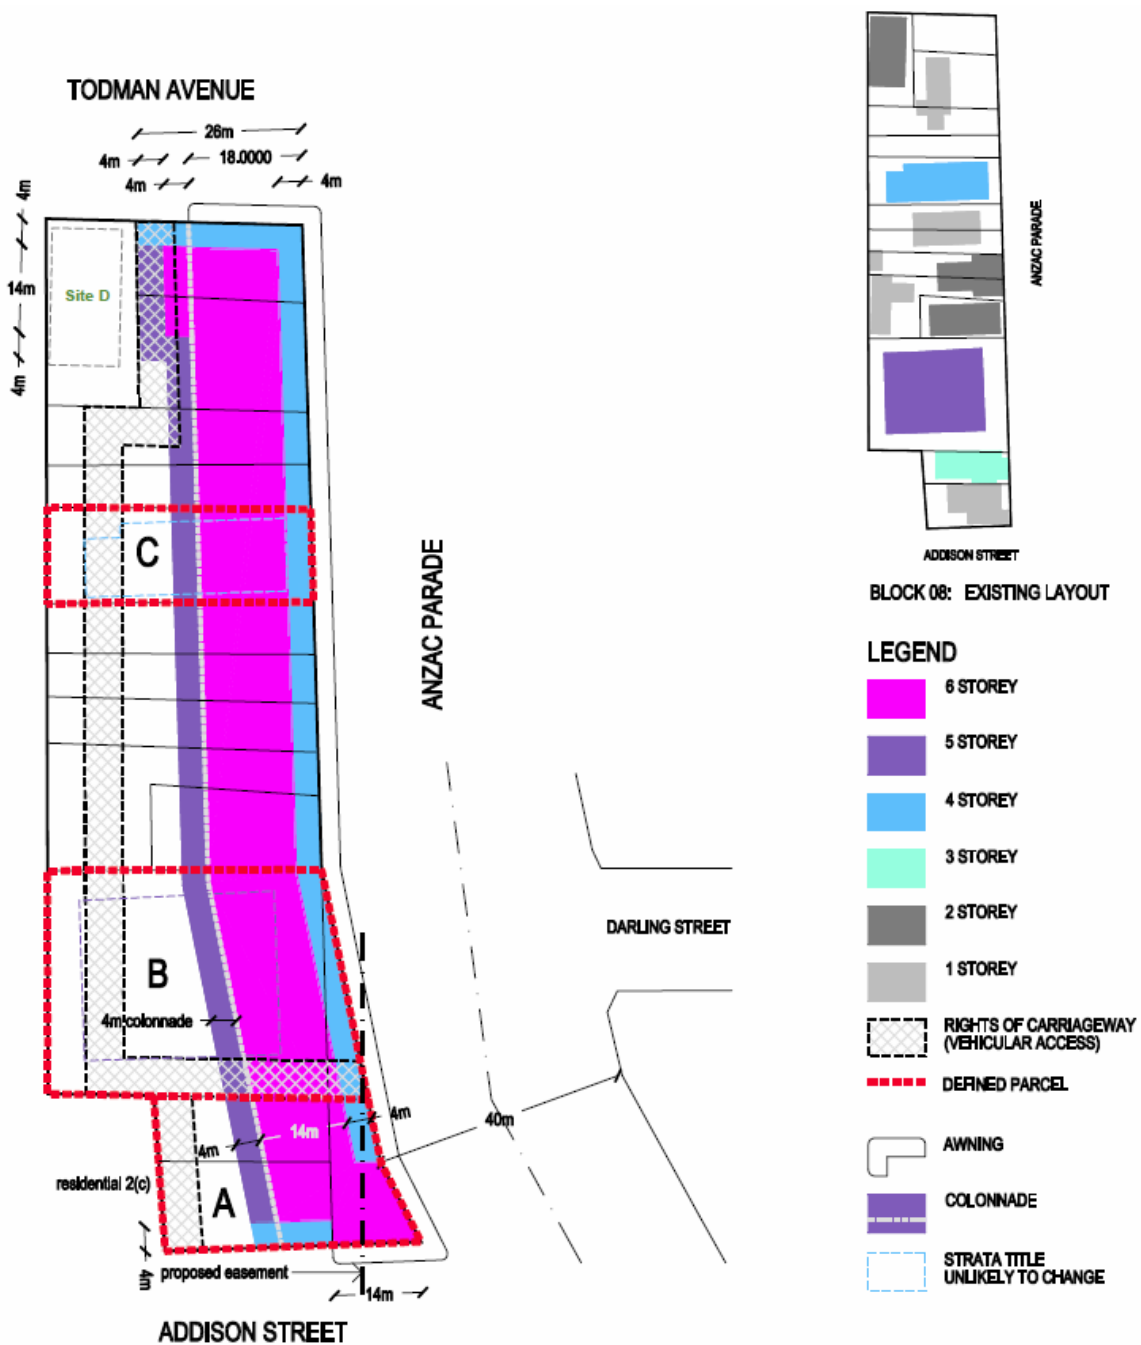 TODMAN AVENUE
26m
4m
18.0000
4m
4m
4m
14m
4m
Site D
C
ANZAC PARADE
B
4m colonnade
DARLING STREET
4m
14m
4m
40m
residential 2(c)
A
4m
proposed easement
14m
ADDISON STREET
ANZAC PARADE
ADDISON STREET
BLOCK 08: EXISTING LAYOUT
LEGEND
6 STOREY
5 STOREY
4 STOREY
3 STOREY
2 STOREY
1 STOREY
RIGHTS OF CARRIAGEWAY
(VEHICULAR ACCESS)
DEFINED PARCEL
AWNING
COLONNADE
STRATA TITLE
UNLIKELY TO CHANGE